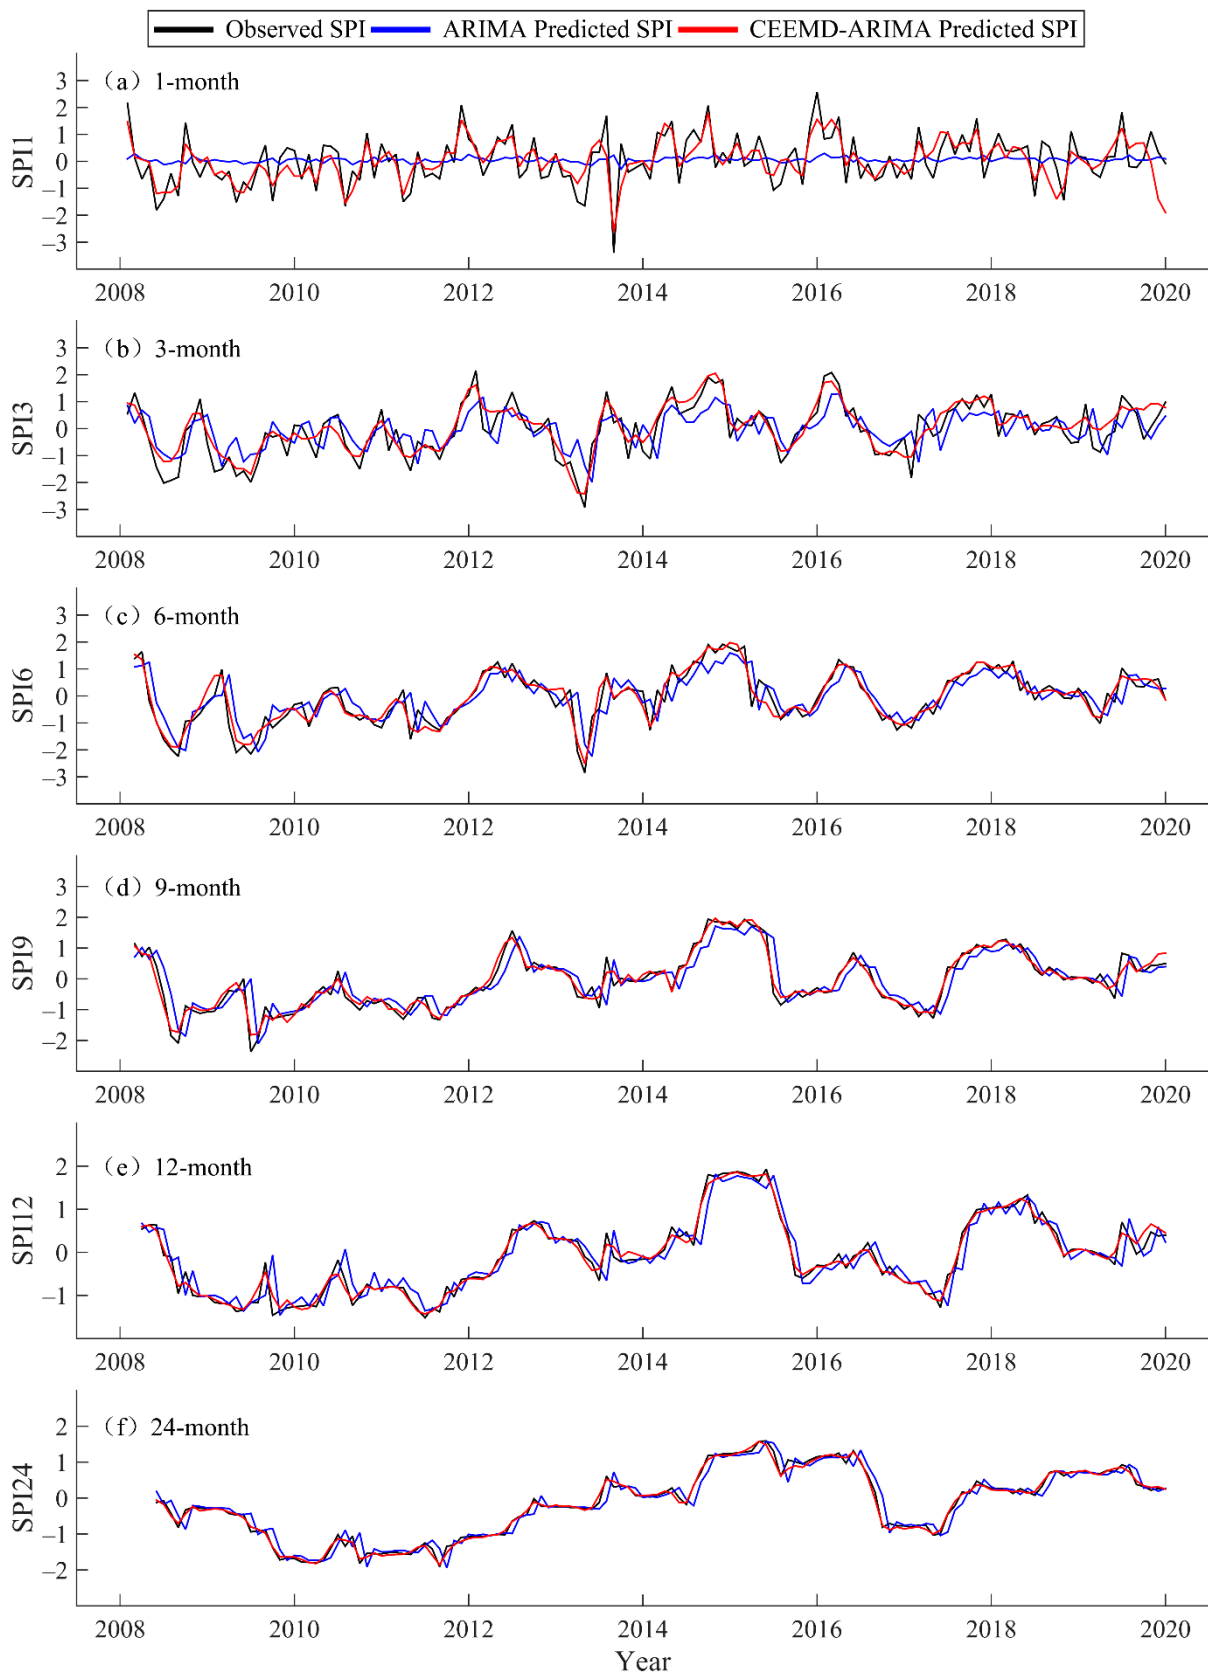 Observed SPI ARIMA Predicted SPI CEEMD-ARIMA Predicted SPI
（a）1-month
3
2
1
0
−1
−2
−3
SPI1
2008 2010 2012 2014 2016 2018 2020
（b）3-month
3
2
1
0
−1
−2
−3
SPI3
2008 2010 2012 2014 2016 2018 2020
（c）6-month
3
2
1
0
−1
−2
−3
SPI6
2008 2010 2012 2014 2016 2018 2020
（d）9-month
3
2
1
0
−1
−2
SPI9
2008 2010 2012 2014 2016 2018 2020
（e）12-month
2
1
0
−1
SPI12
2008 2010 2012 2014 2016 2018 2020
（f）24-month
2
1
0
−1
−2
SPI24
2008 2010 2012 2014 2016 2018 2020
Year